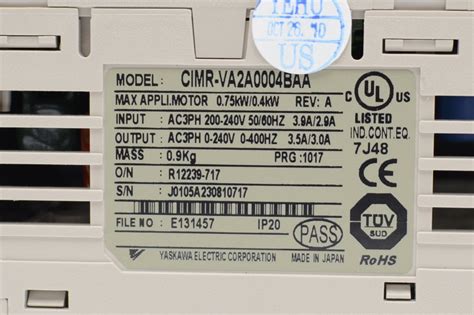 YEHU
OCT 26. 10
US
MODEL: CIMR-VA2A0004BAA
MAX APPLI.MOTOR 0.75kW/0.4kW REV: A
INPUT : AC3PH 200-240V 50/60HZ 3.9A/2.9A
OUTPUT : AC3PH 0-240V 0-400HZ 3.5A/3.0A
MASS : 0.9Kg PRG :1017
O/N : R12239-717
S/N : J0105A230810717
FILE NO : E131457 IP20
PASS
YASKAWA ELECTRIC CORPORATION MADE IN JAPAN
C UL US
LISTED
IND.CONT.EQ.
7J48
CE
TÜV
SUD
RoHS